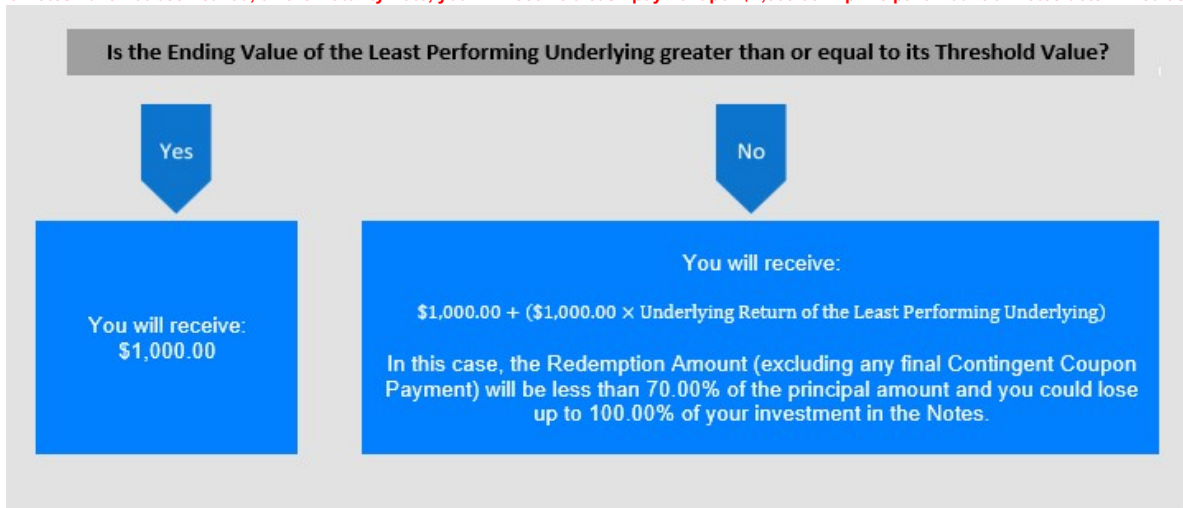 Is the Ending Value of the Least Performing Underlying greater than or equal to its Threshold Value?
Yes
No
You will receive:
$1,000.00
You will receive:
$1,000.00 + ($1,000.00 × Underlying Return of the Least Performing Underlying)
In this case, the Redemption Amount (excluding any final Contingent Coupon
Payment) will be less than 70.00% of the principal amount and you could lose
up to 100.00% of your investment in the Notes.